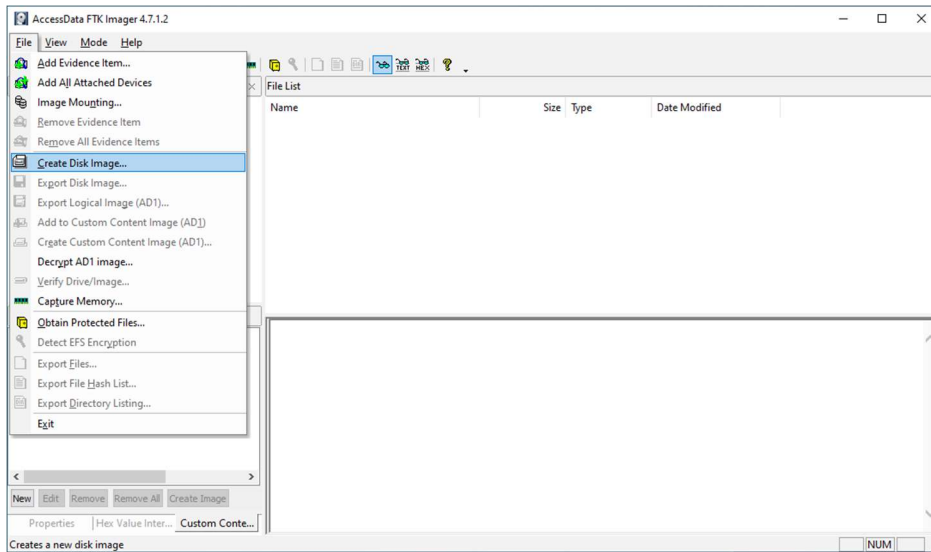 AccessData FTK Imager 4.7.1.2
File View Mode Help
Add Evidence Item...
Add All Attached Devices
Image Mounting...
Remove Evidence Item
Remove All Evidence Items
Create Disk Image...
Export Disk Image...
Export Logical Image (AD1)...
Add to Custom Content Image (AD1)
Create Custom Content Image (AD1)...
Decrypt AD1 image...
Verify Drive/Image...
Capture Memory...
Obtain Protected Files...
Detect EFS Encryption
Export Files...
Export File Hash List...
Export Directory Listing...
Exit
TEXT HEX
File List
Name Size Type Date Modified
New Edit Remove Remove All Create Image
Properties Hex Value Inter... Custom Conte...
Creates a new disk image NUM